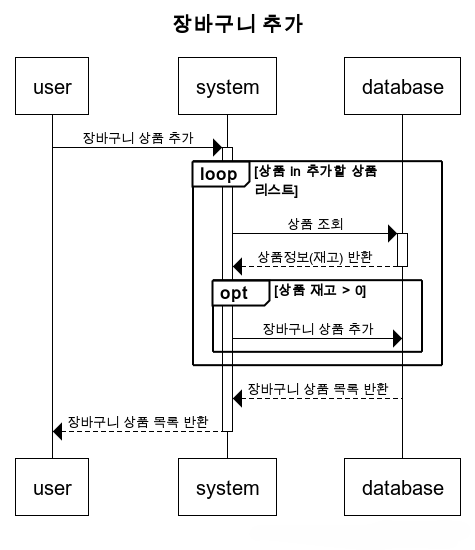 장바구니 추가
user
system
database
장바구니 상품 추가
loop
[상품 in 추가할 상품
리스트]
상품 조회
상품정보(재고) 반환
opt
[상품 재고 > 0]
장바구니 상품 추가
장바구니 상품 목록 반환
장바구니 상품 목록 반환
user
system
database